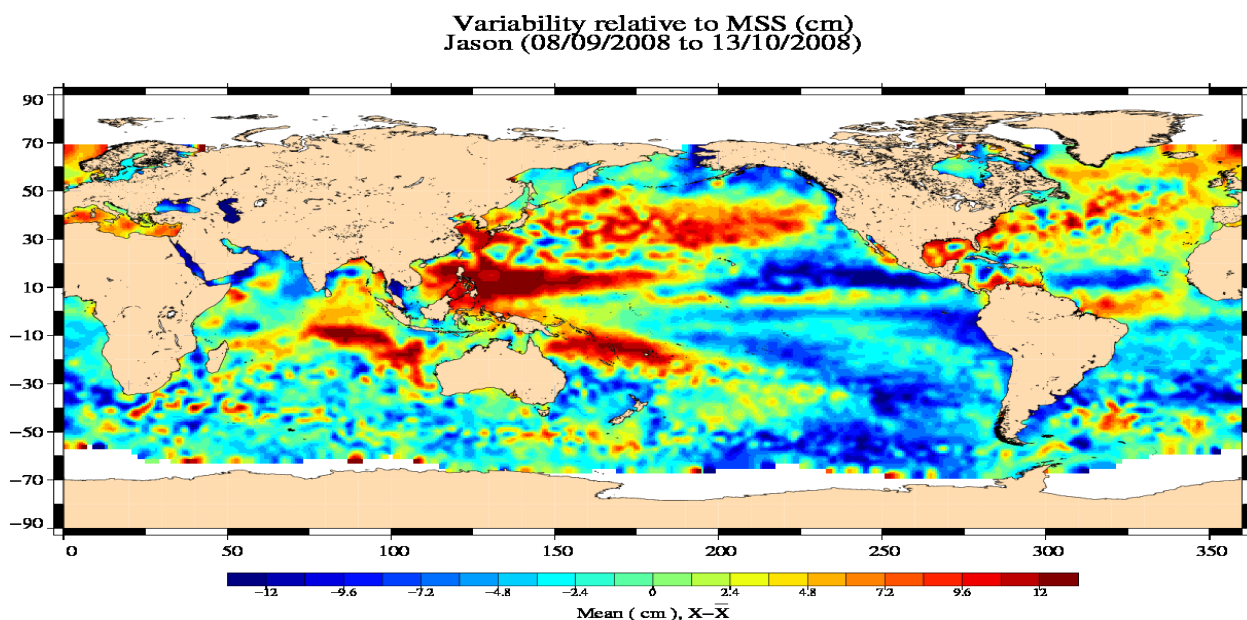 Variability relative to MSS (cm)
Jason (08/09/2008 to 13/10/2008)
90
70
50
30
10
−10
−30
−50
−70
−90
0 50 100 150 200 250 300 350
−12 −9.6 −7.2 −4.8 −2.4 0 2.4 4.8 7.2 9.6 12
Mean ( cm ), X−X̄